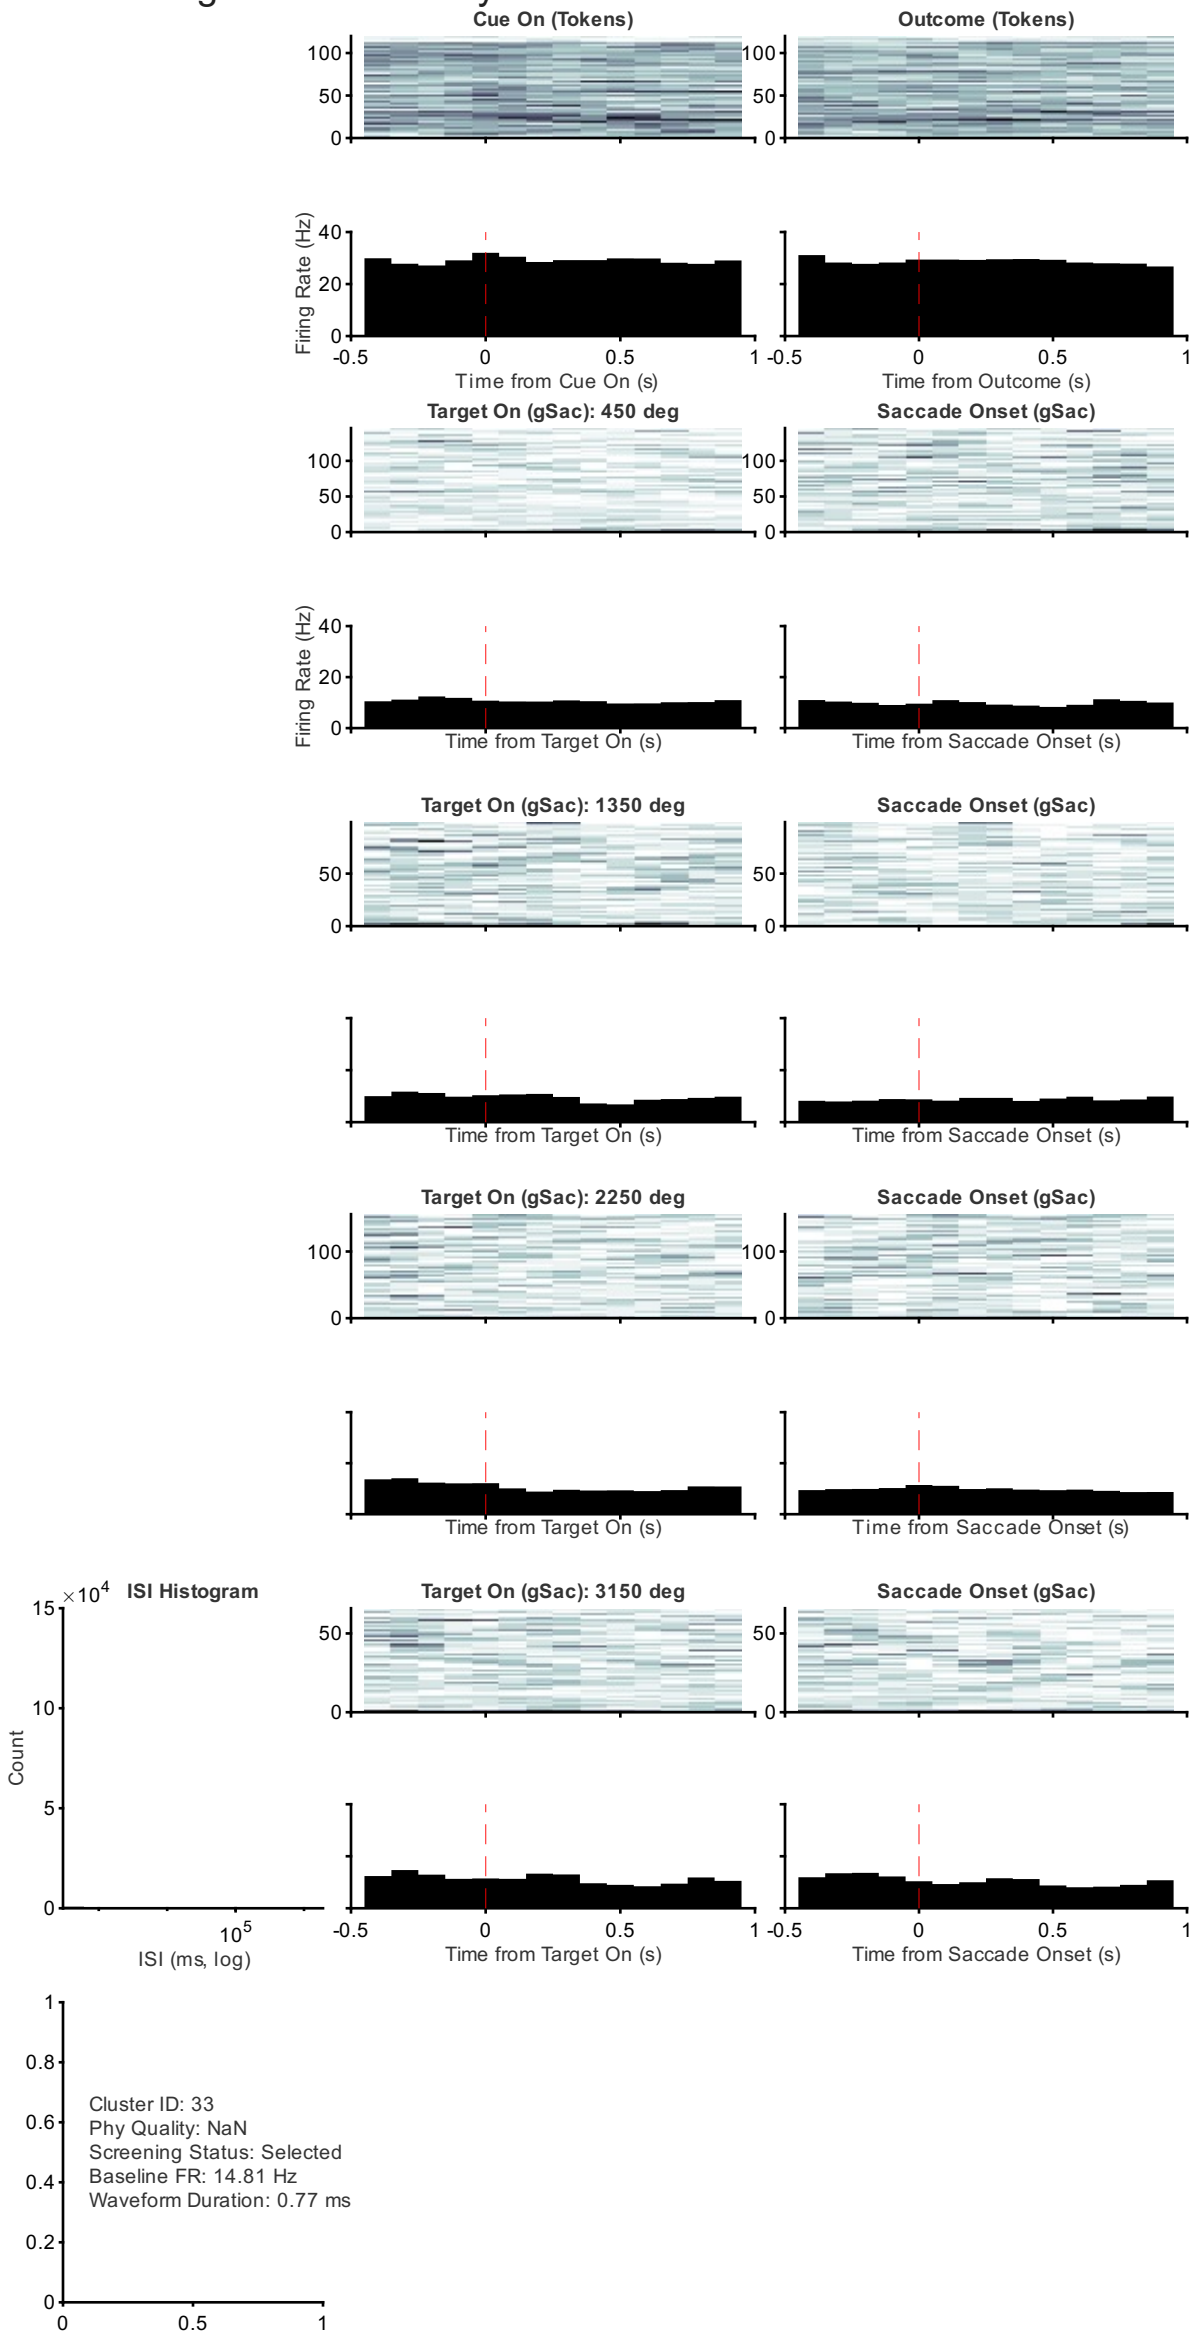 Cue On (Tokens)
Outcome (Tokens)
100
50
0
100
50
0
Firing Rate (Hz)
40
20
0
-0.5
0
0.5
1
-0.5
0
0.5
1
Time from Cue On (s)
Time from Outcome (s)
Target On (gSac): 450 deg
Saccade Onset (gSac)
100
50
0
100
50
0
Firing Rate (Hz)
40
20
0
Time from Target On (s)
Time from Saccade Onset (s)
Target On (gSac): 1350 deg
Saccade Onset (gSac)
50
0
50
0
Time from Target On (s)
Time from Saccade Onset (s)
Target On (gSac): 2250 deg
Saccade Onset (gSac)
100
0
100
0
Time from Target On (s)
Time from Saccade Onset (s)
ISI Histogram
×10⁴
15
10
5
0
Count
10⁵
ISI (ms, log)
Target On (gSac): 3150 deg
Saccade Onset (gSac)
50
0
50
0
-0.5
0
0.5
1
-0.5
0
0.5
1
Time from Target On (s)
Time from Saccade Onset (s)
1
0.8
0.6
0.4
0.2
0
Cluster ID: 33
Phy Quality: NaN
Screening Status: Selected
Baseline FR: 14.81 Hz
Waveform Duration: 0.77 ms
0
0.5
1